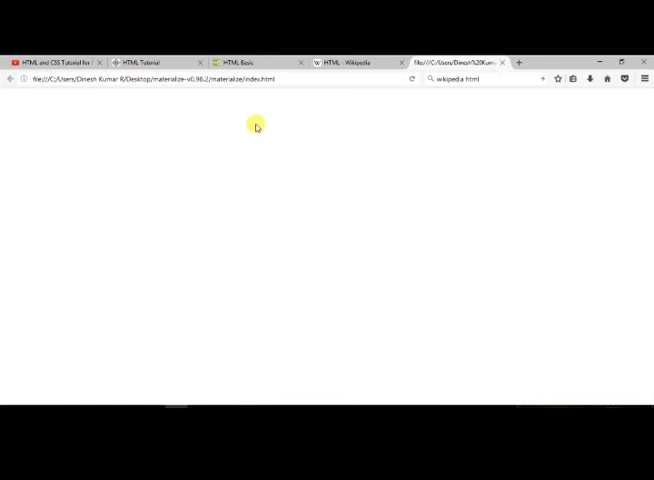 HTML and CSS Tutorial for
HTML Tutorial
HTML Basic
W HTML - Wikipedia
file:///C:/Users/Dinesh%20Kum
file:///C:/Users/Dinesh Kumar R/Desktop/materialize-v0.98.2/materialize/index.html
wikipedia html